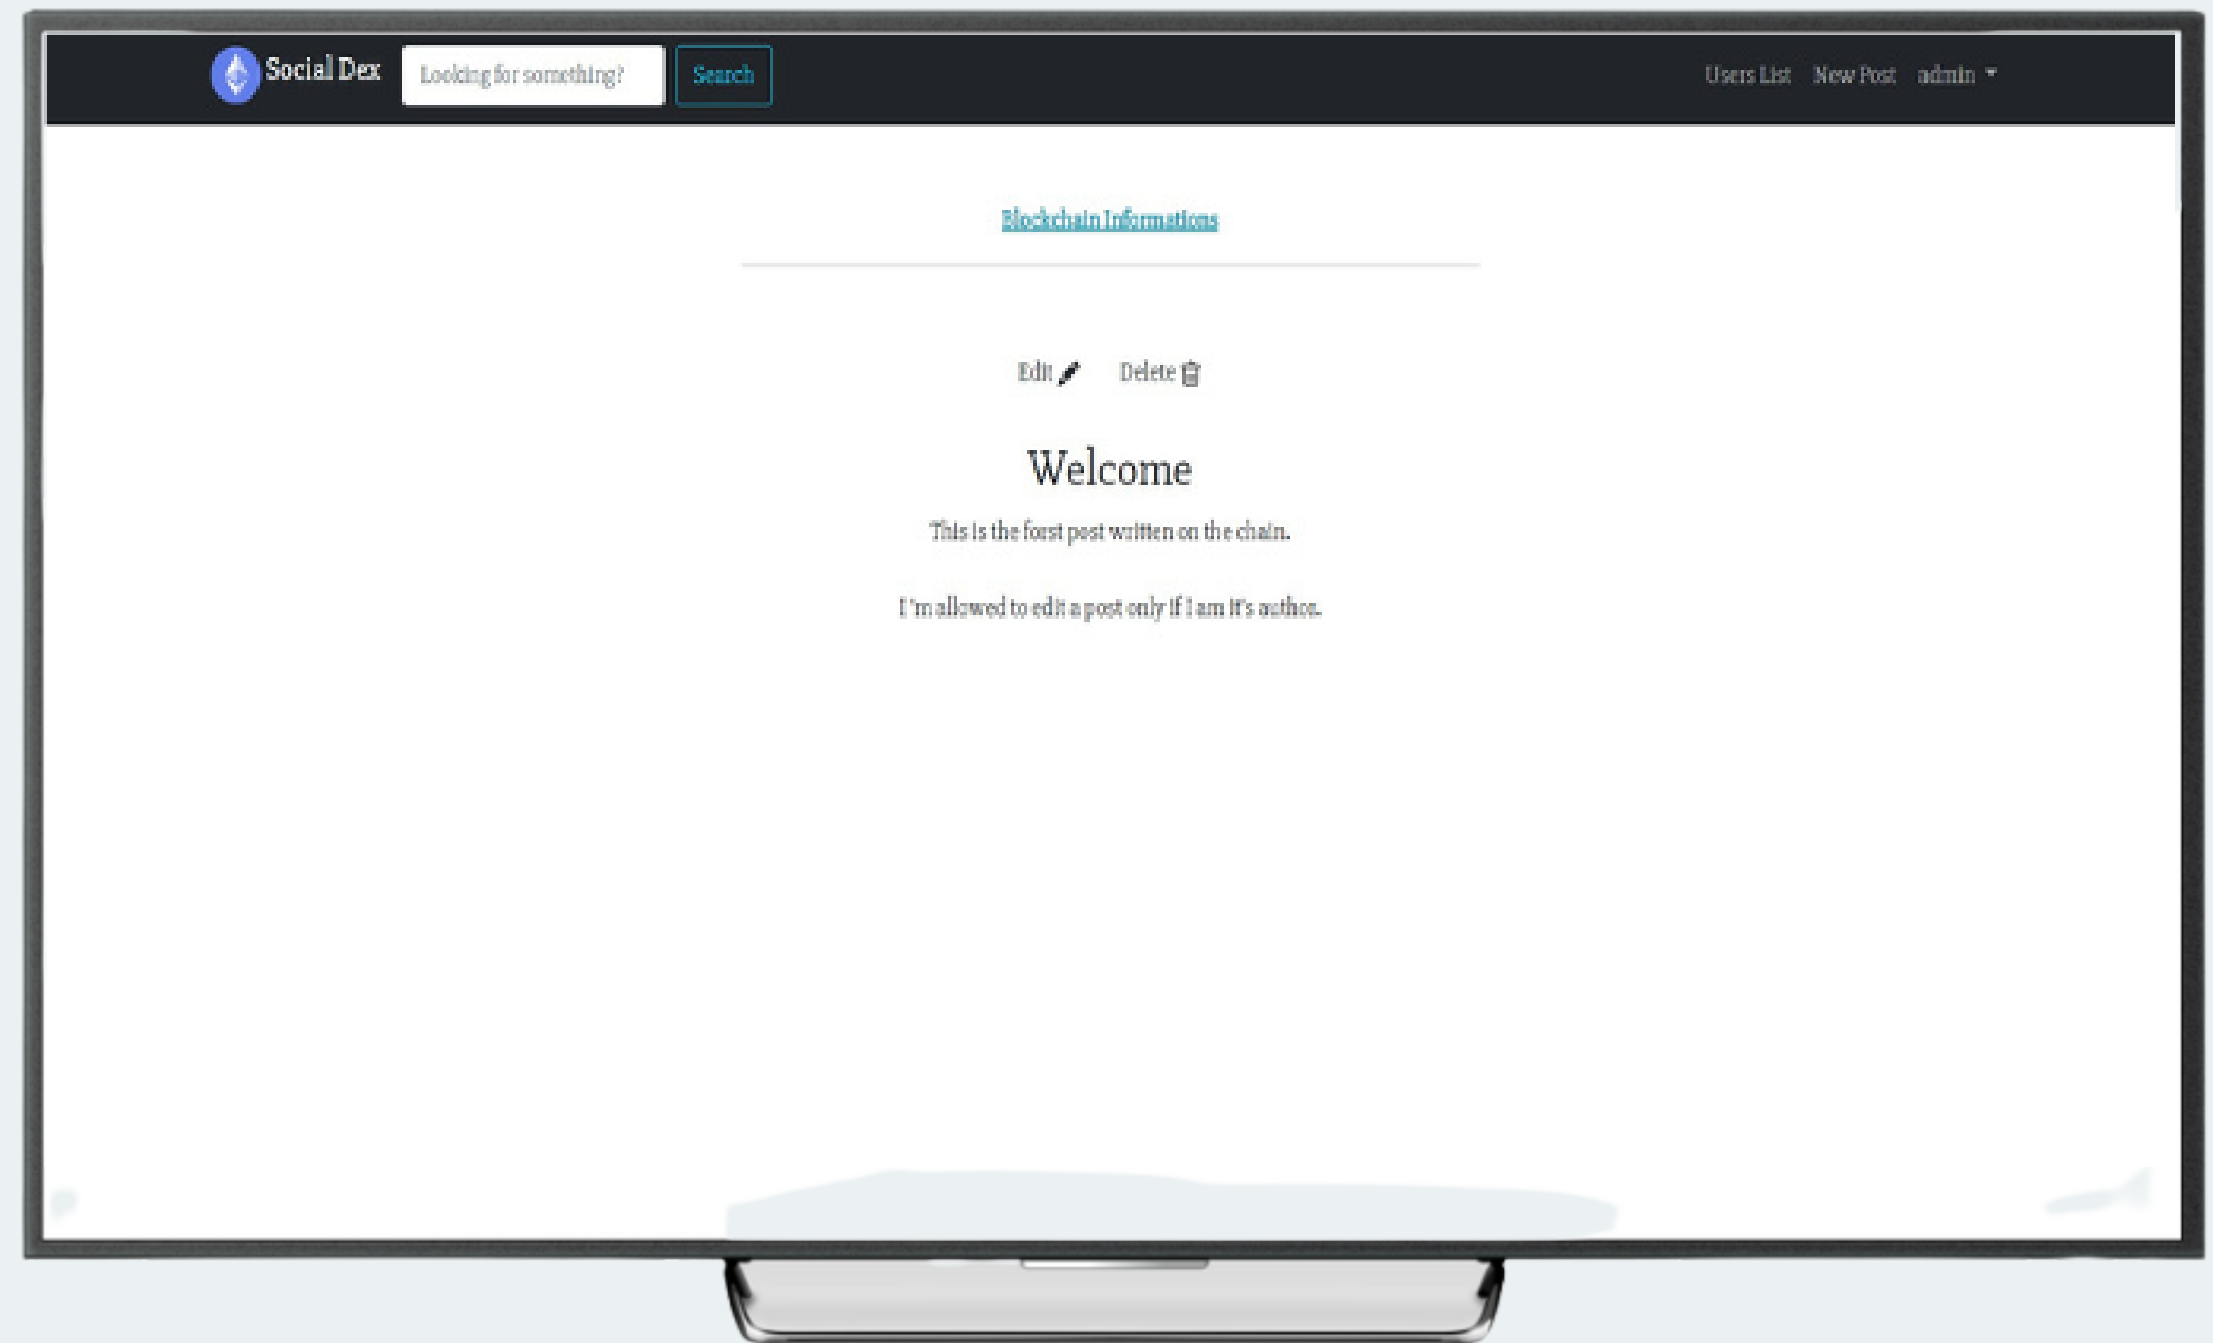 Social Dex
Looking for something?
Search
Users List
New Post
admin
Blockchain Informations
Edit
Delete
Welcome
This is the forst post written on the chain.
I 'm allowed to edit a post only if I am it's author.